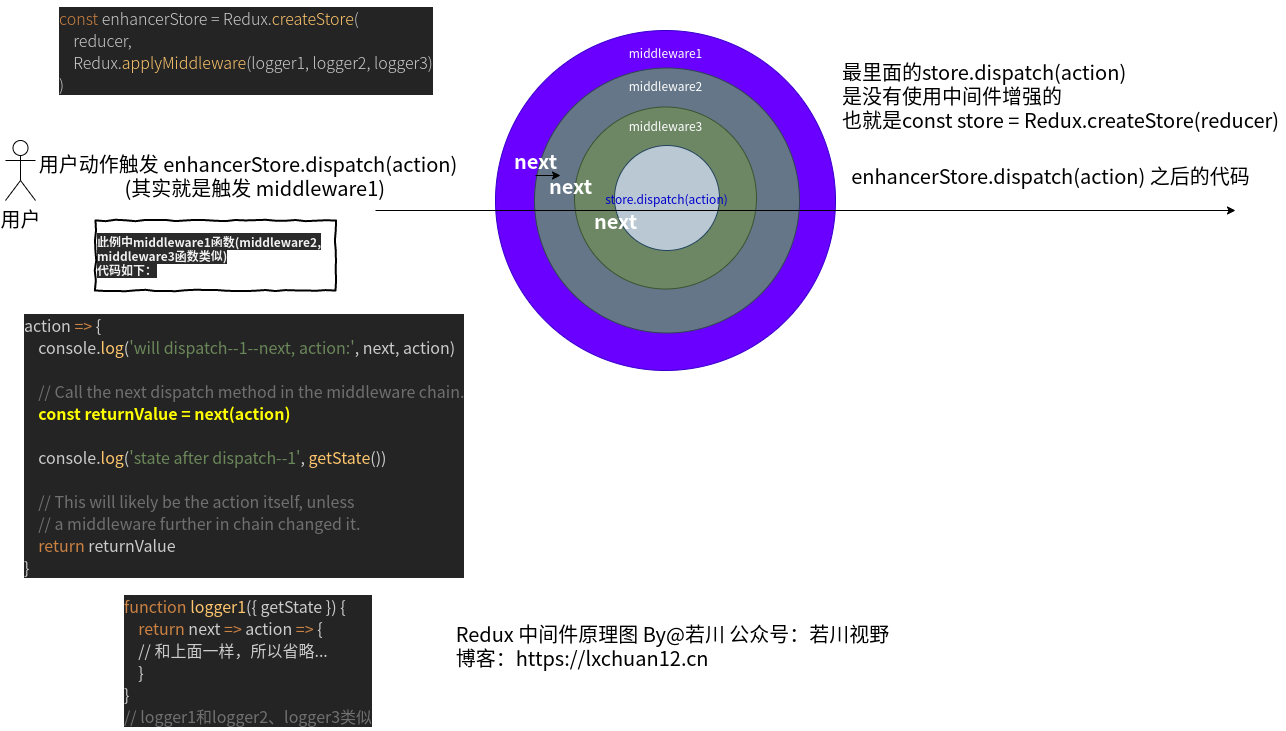 const enhancerStore = Redux.createStore(
reducer,
Redux.applyMiddleware(logger1, logger2, logger3)
)
用户动作触发 enhancerStore.dispatch(action)
(其实就是触发 middleware1)
用户
此例中middleware1函数(middleware2,
middleware3函数类似)
代码如下：
action => {
console.log('will dispatch--1--next, action:', next, action)
// Call the next dispatch method in the middleware chain.
const returnValue = next(action)
console.log('state after dispatch--1', getState())
// This will likely be the action itself, unless
// a middleware further in chain changed it.
return returnValue
}
function logger1({ getState }) {
return next => action => {
// 和上面一样，所以省略...
}
}
// logger1和logger2、logger3类似
middleware1
middleware2
middleware3
next
next
store.dispatch(action)
next
最里面的store.dispatch(action)
是没有使用中间件增强的
也就是const store = Redux.createStore(reducer)
enhancerStore.dispatch(action) 之后的代码
Redux 中间件原理图 By@若川 公众号：若川视野
博客：https://lxchuan12.cn